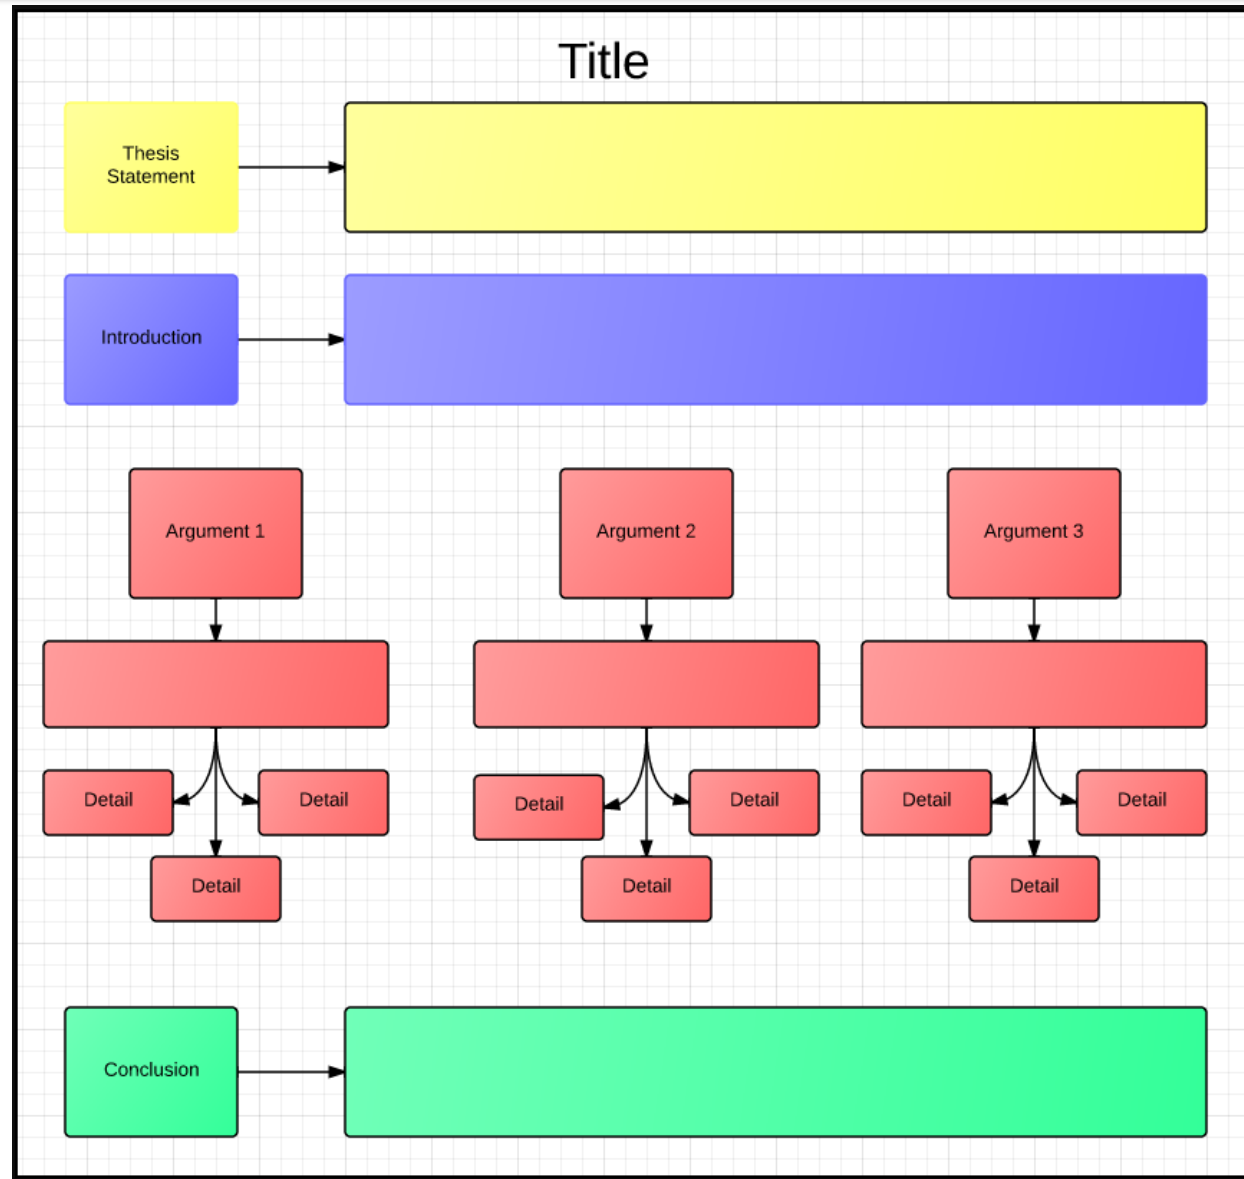 Title
Thesis
Statement
Introduction
Argument 1
Argument 2
Argument 3
Detail
Detail
Detail
Detail
Detail
Detail
Detail
Detail
Detail
Conclusion